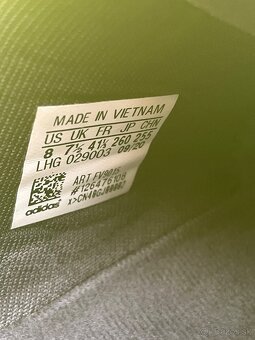 MADE IN VIETNAM
US UK FR JP CHN
8 7½ 41⅓ 260 255
LHG 029003 09/20
ART
#126476108
adidas